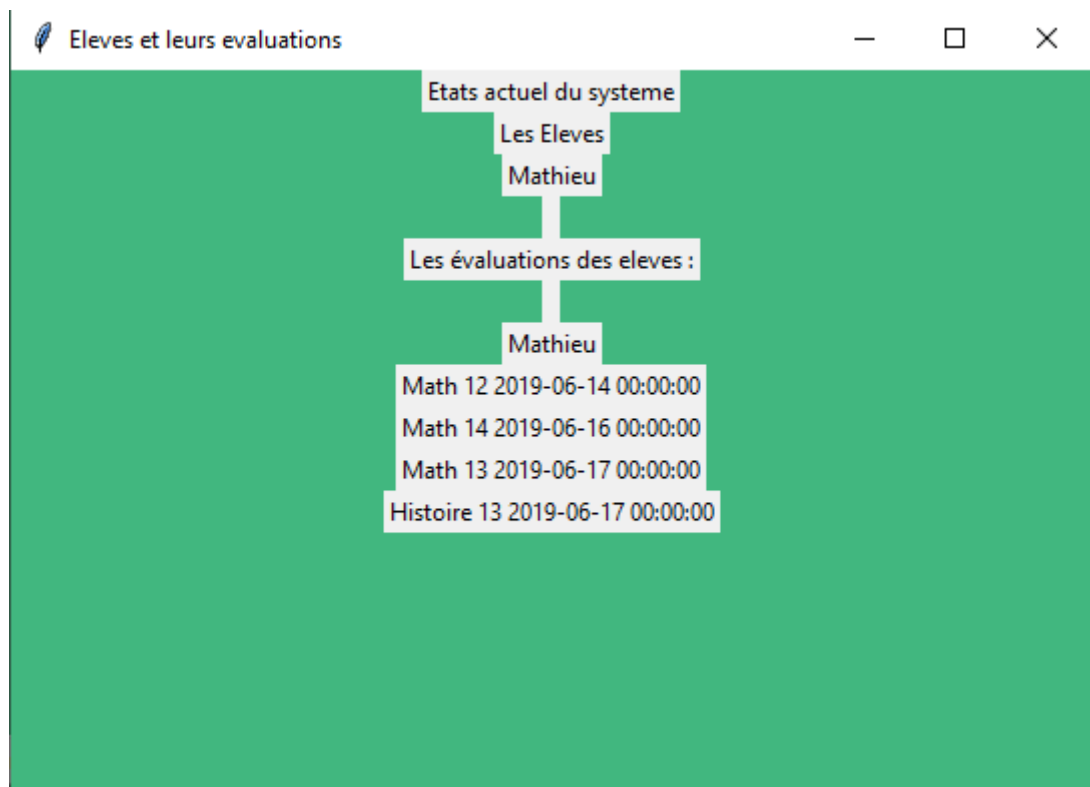 Eleves et leurs evaluations
Etats actuel du systeme
Les Eleves
Mathieu
Les évaluations des eleves :
Mathieu
Math 12 2019-06-14 00:00:00
Math 14 2019-06-16 00:00:00
Math 13 2019-06-17 00:00:00
Histoire 13 2019-06-17 00:00:00